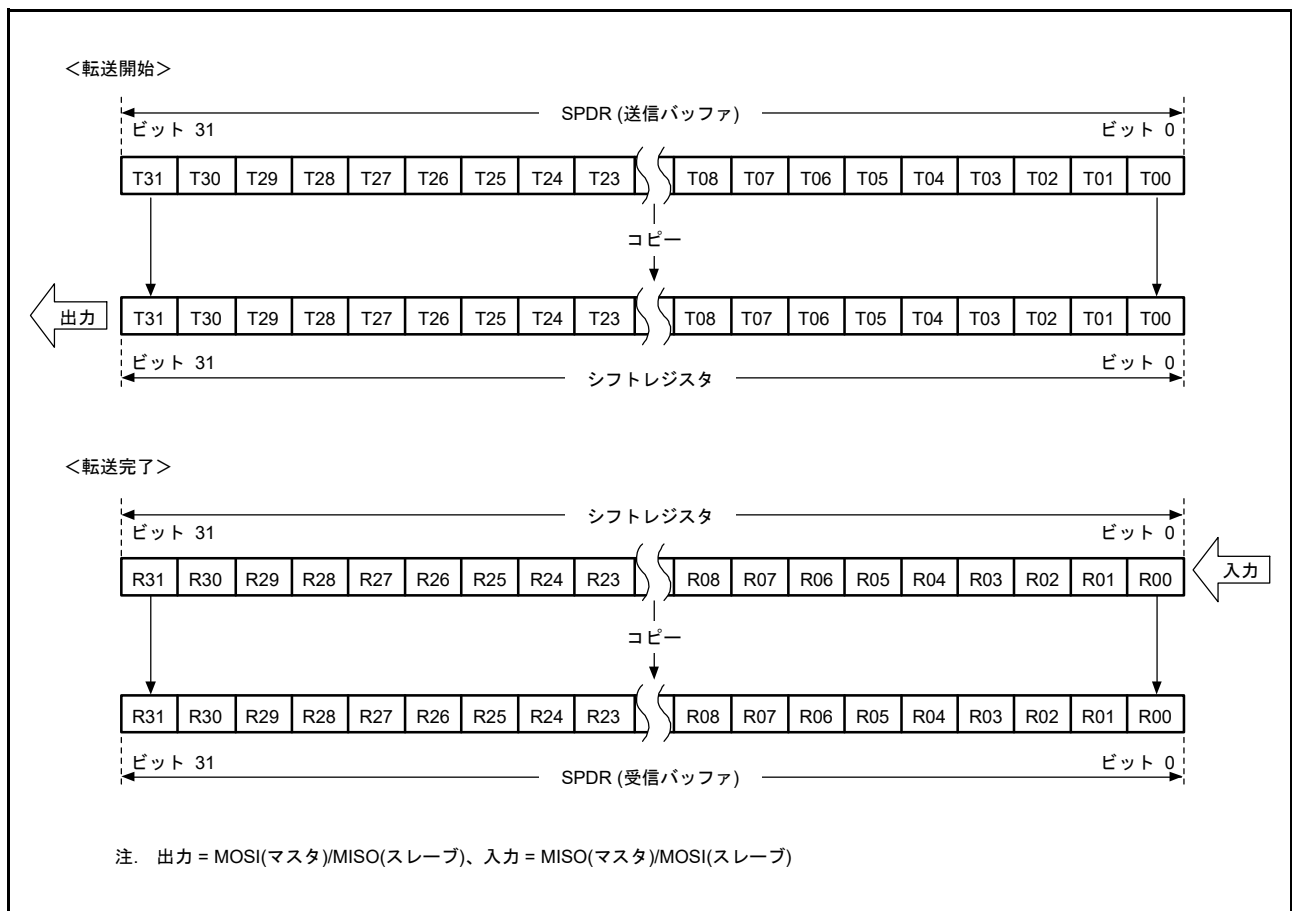 ＜転送開始＞
SPDR (送信バッファ)
ビット 31 ビット 0
T31 T30 T29 T28 T27 T26 T25 T24 T23 T08 T07 T06 T05 T04 T03 T02 T01 T00
コピー
出力 T31 T30 T29 T28 T27 T26 T25 T24 T23 T08 T07 T06 T05 T04 T03 T02 T01 T00
ビット 31 ビット 0
シフトレジスタ
＜転送完了＞
シフトレジスタ
ビット 31 ビット 0
R31 R30 R29 R28 R27 R26 R25 R24 R23 R08 R07 R06 R05 R04 R03 R02 R01 R00 入力
コピー
R31 R30 R29 R28 R27 R26 R25 R24 R23 R08 R07 R06 R05 R04 R03 R02 R01 R00
ビット 31 ビット 0
SPDR (受信バッファ)
注. 出力 = MOSI(マスタ)/MISO(スレーブ)、入力 = MISO(マスタ)/MOSI(スレーブ)